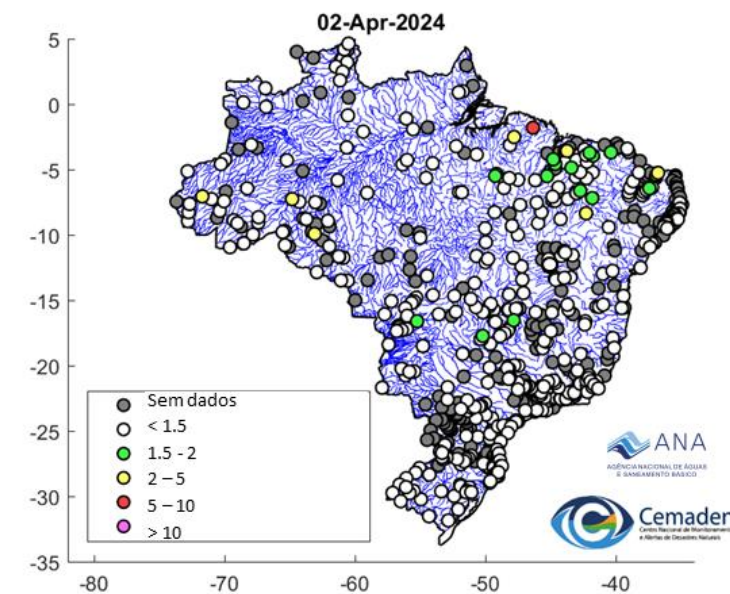 02-Apr-2024
5
0
-5
-10
-15
-20
-25
-30
-35
Sem dados
< 1.5
1.5 - 2
2 – 5
5 – 10
> 10
ANA
AGÊNCIA NACIONAL DE ÁGUAS
E SANEAMENTO BÁSICO
Cemaden
Centro Nacional de Monitoramento
e Alertas de Desastres Naturais
-80
-70
-60
-50
-40